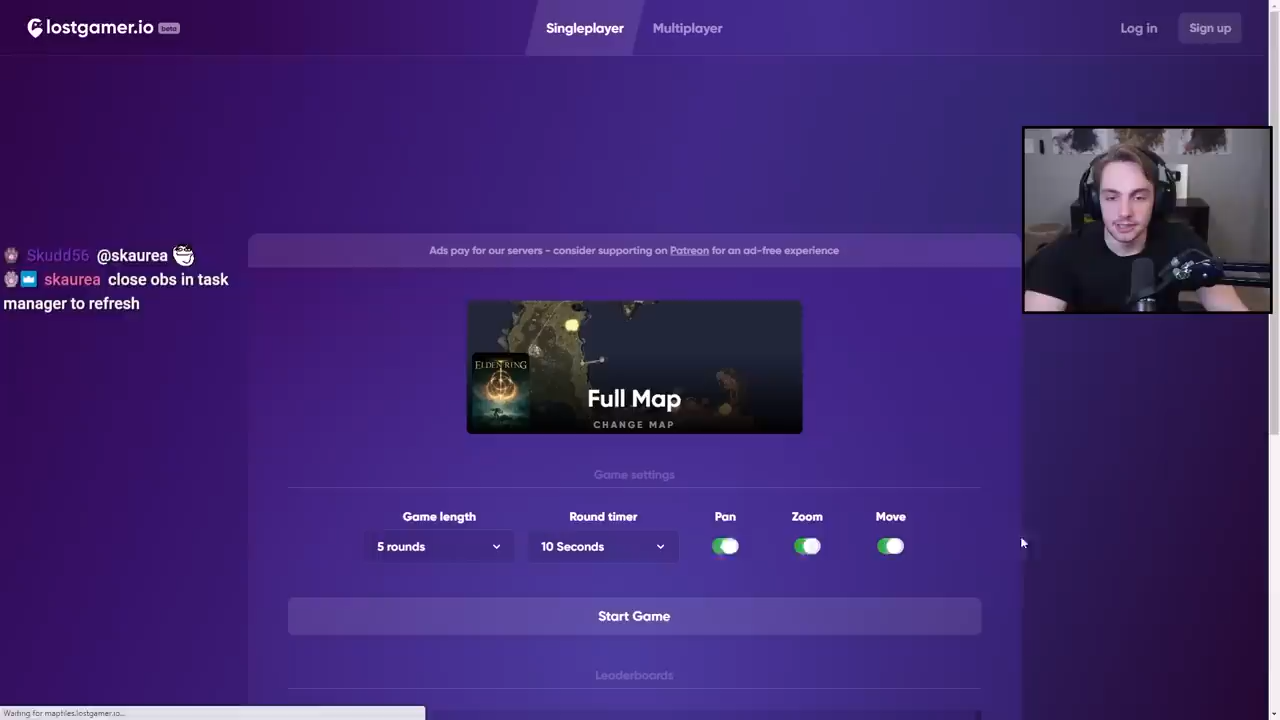 lostgamer.io beta
Singleplayer
Multiplayer
Log in
Sign up
Skudd56 @skaurea
skaurea close obs in task
manager to refresh
Ads pay for our servers - consider supporting on Patreon for an ad-free experience
ELDEN RING
Full Map
CHANGE MAP
Game settings
Game length
Round timer
Pan
Zoom
Move
5 rounds
10 Seconds
Start Game
Leaderboards
Waiting for maptiles.lostgamer.io...